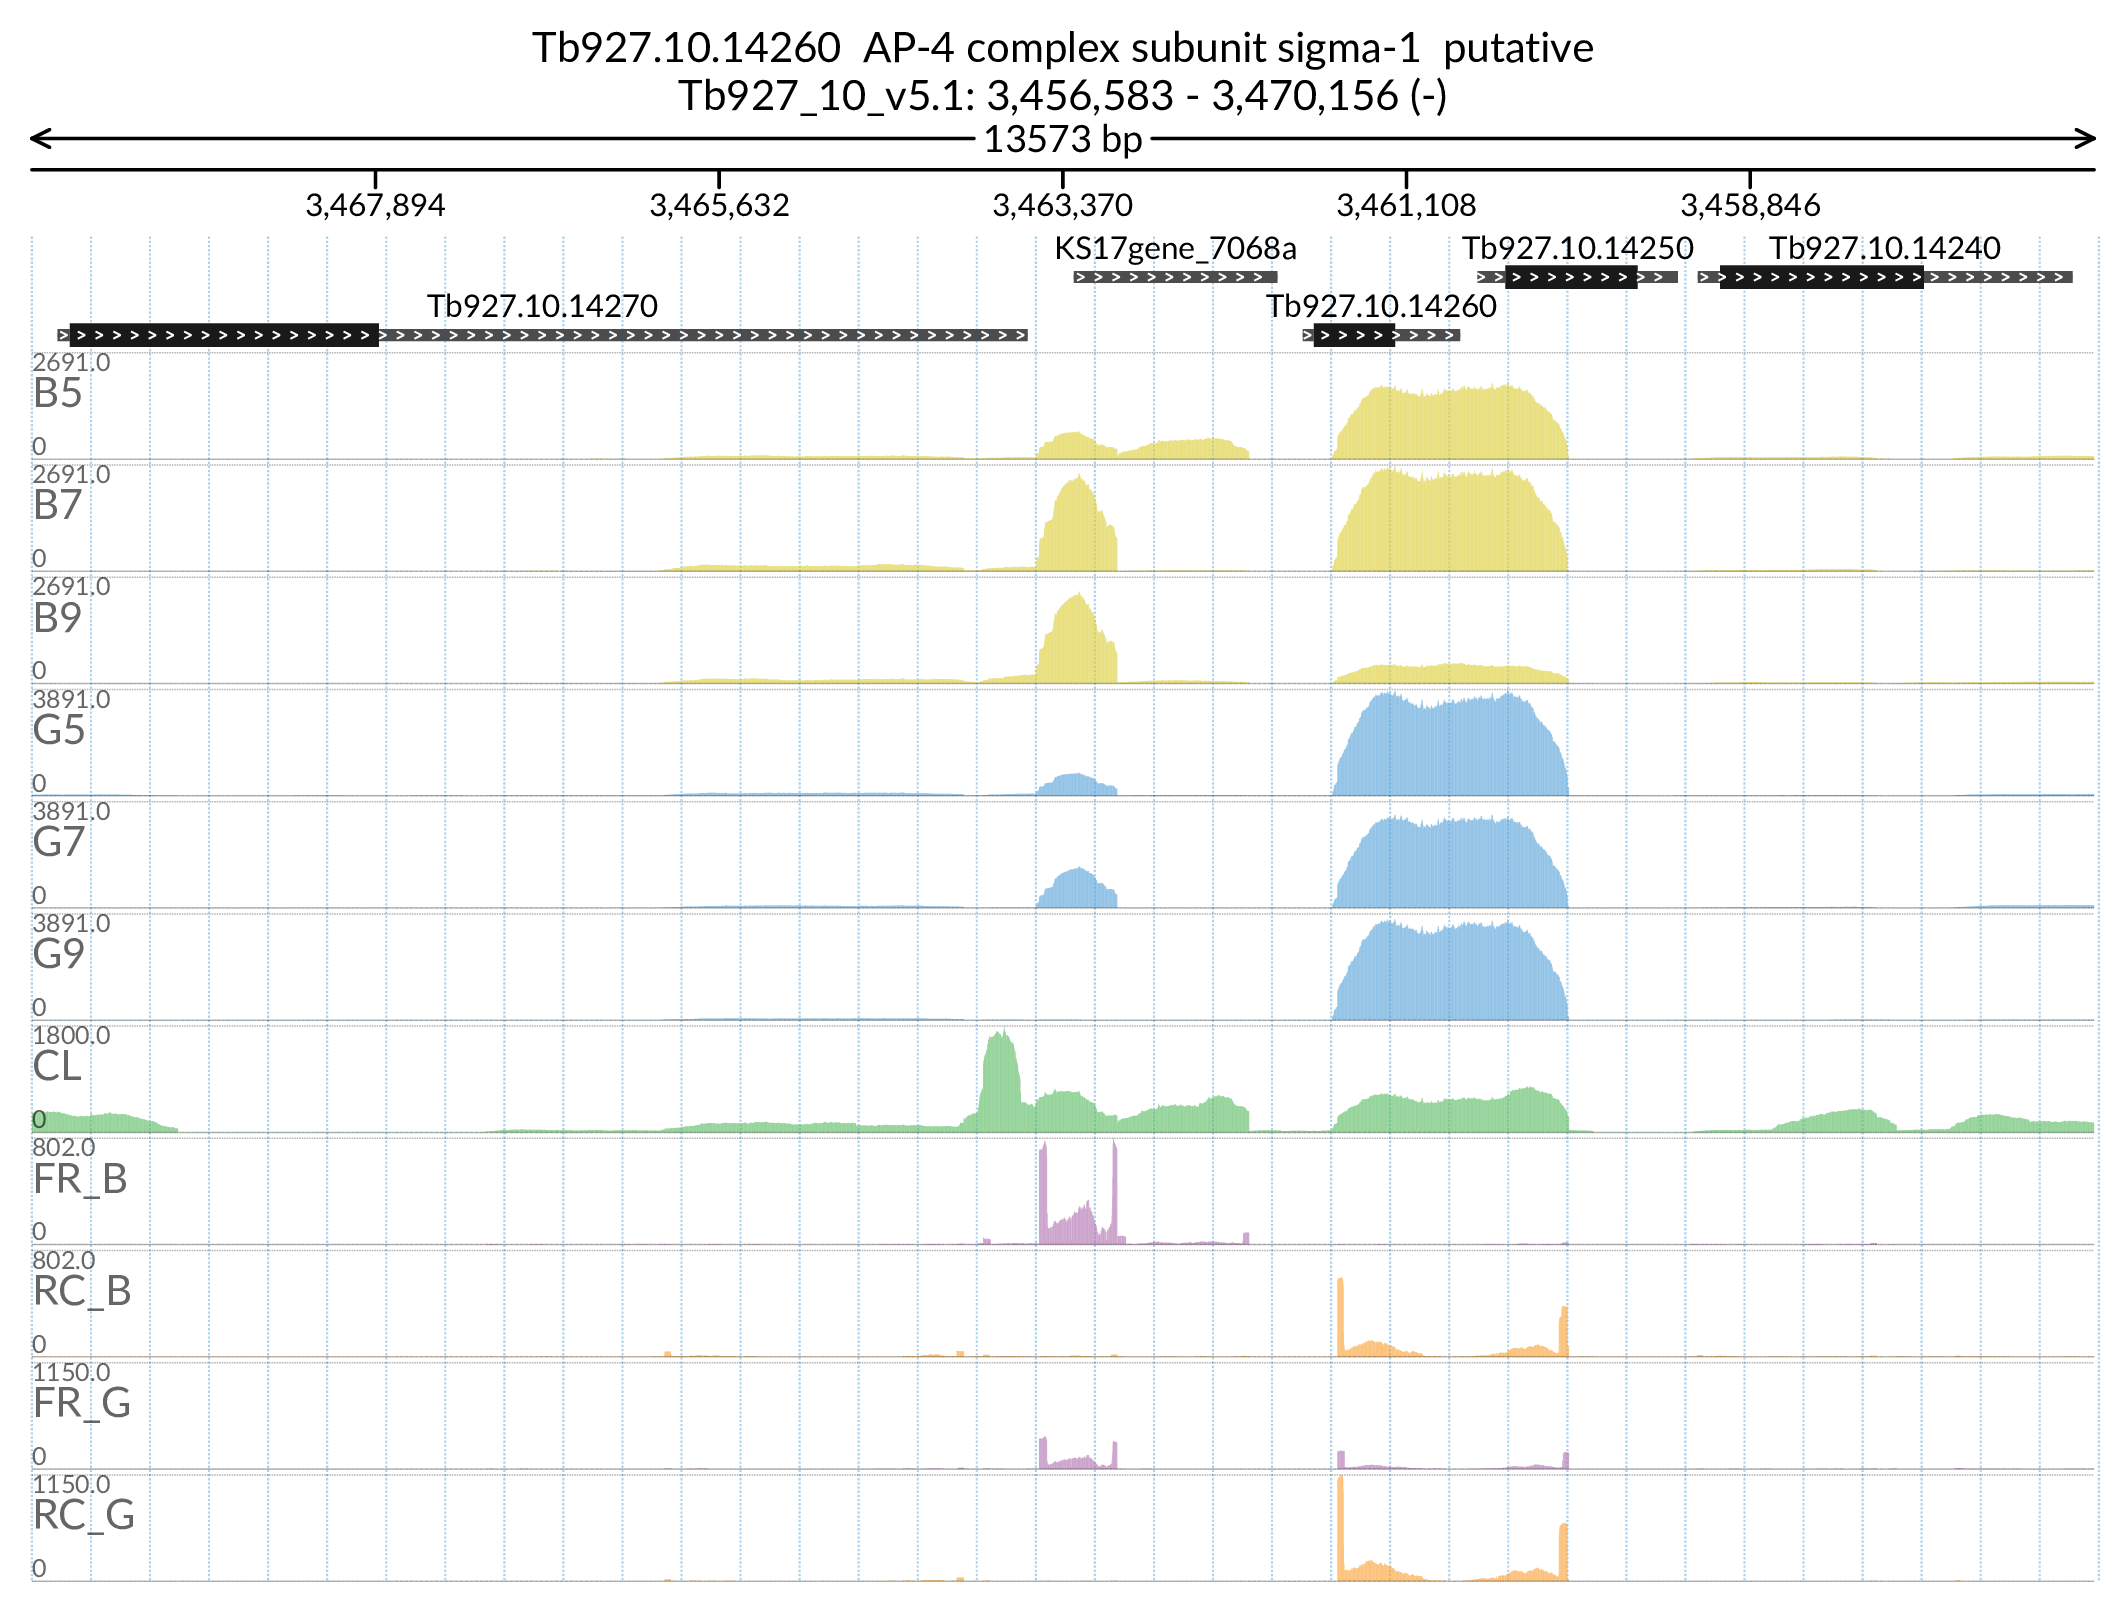 Tb927.10.14260  AP-4 complex subunit sigma-1  putative
Tb927_10_v5.1: 3,456,583 - 3,470,156 (-)
13573 bp
3,467,894 3,465,632 3,463,370 3,461,108 3,458,846
KS17gene_7068a Tb927.10.14250 Tb927.10.14240
Tb927.10.14270 Tb927.10.14260
2691.0
B5
0
2691.0
B7
0
2691.0
B9
0
3891.0
G5
0
3891.0
G7
0
3891.0
G9
0
1800.0
CL
0
802.0
FR_B
0
802.0
RC_B
0
1150.0
FR_G
0
1150.0
RC_G
0